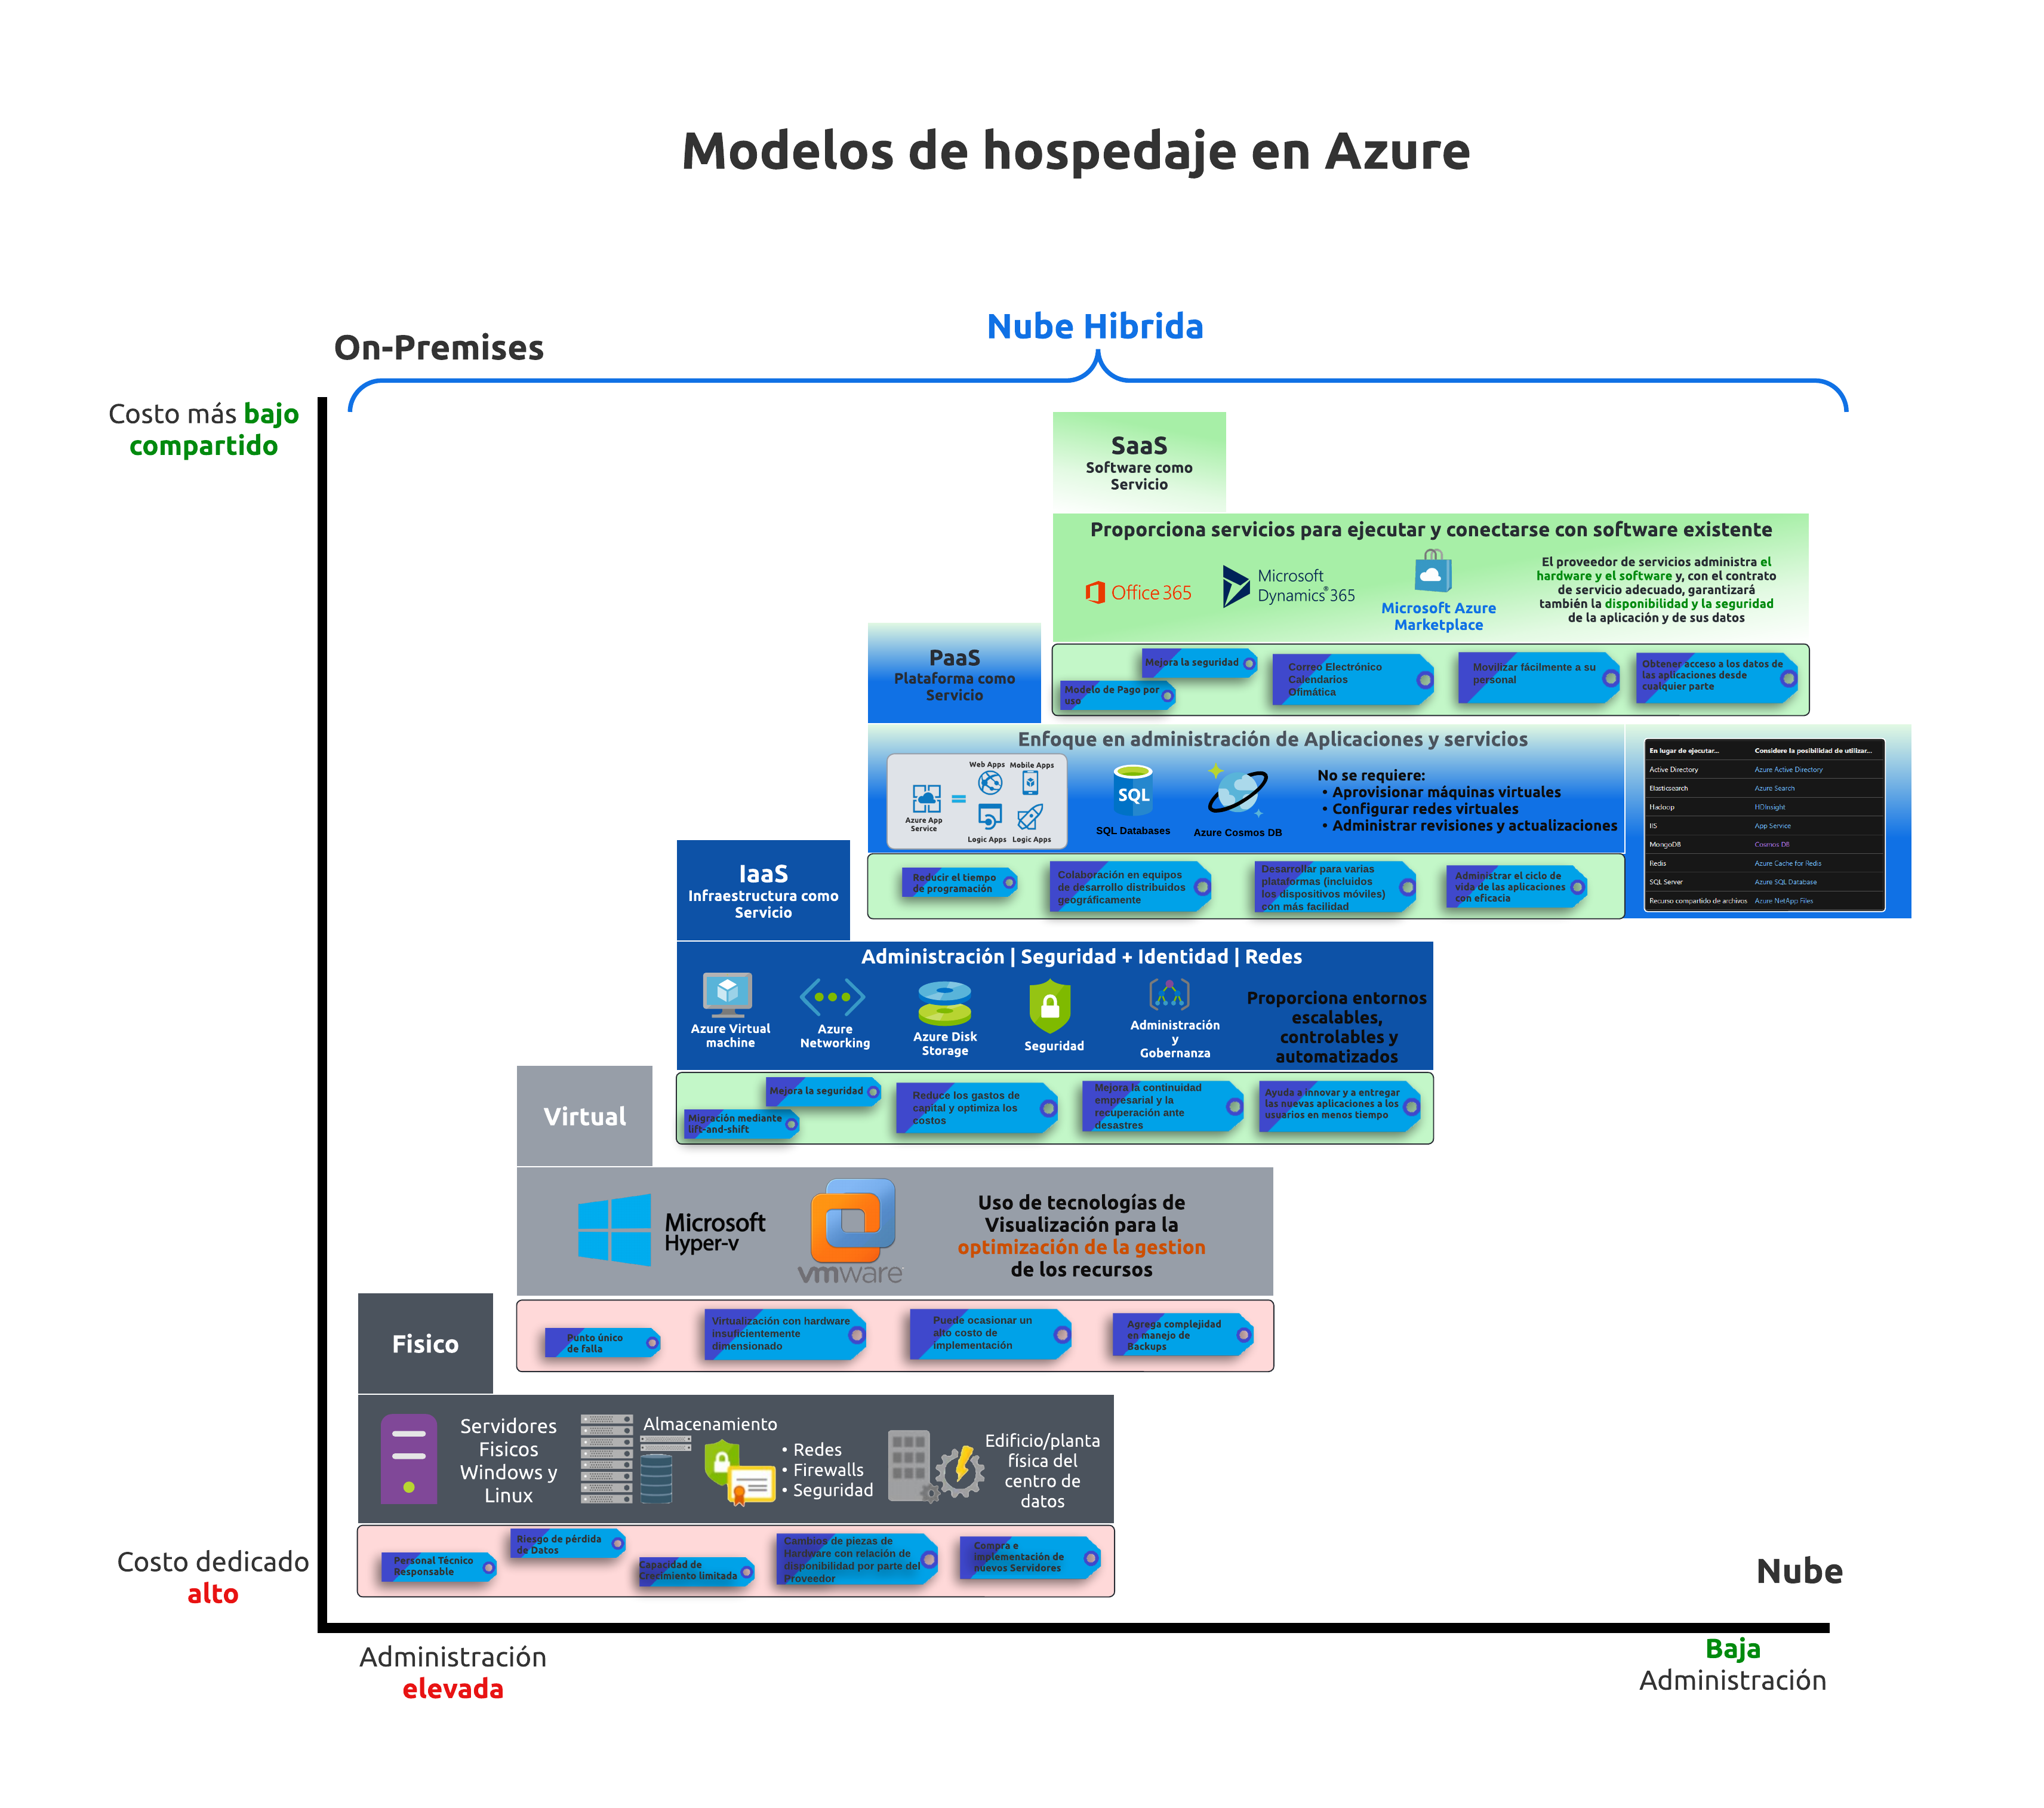 Modelos de hospedaje en Azure
Nube Hibrida
On-Premises
Costo más bajo
compartido
SaaS
Software como
Servicio
Proporciona servicios para ejecutar y conectarse con software existente
Office 365
Microsoft
Dynamics® 365
Microsoft Azure
Marketplace
El proveedor de servicios administra el
hardware y el software y, con el contrato
de servicio adecuado, garantizará
también la disponibilidad y la seguridad
de la aplicación y de sus datos
Mejora la seguridad
Modelo de Pago por
uso
Correo Electrónico
Calendarios
Ofimática
Movilizar fácilmente a su
personal
Obtener acceso a los datos de
las aplicaciones desde
cualquier parte
PaaS
Plataforma como
Servicio
Enfoque en administración de Aplicaciones y servicios
Azure App
Service
=
Web Apps
Mobile Apps
Logic Apps
Logic Apps
SQL
SQL Databases
Azure Cosmos DB
No se requiere:
• Aprovisionar máquinas virtuales
• Configurar redes virtuales
• Administrar revisiones y actualizaciones
En lugar de ejecutar... Considere la posibilidad de utilizar...
Active Directory Azure Active Directory
Elasticsearch Azure Search
Hadoop HDInsight
IIS App Service
MongoDB Cosmos DB
Redis Azure Cache for Redis
SQL Server Azure SQL Database
Recurso compartido de archivos Azure NetApp Files
Reducir el tiempo
de programación
Colaboración en equipos
de desarrollo distribuidos
geográficamente
Desarrollar para varias
plataformas (incluidos
los dispositivos móviles)
con más facilidad
Administrar el ciclo de
vida de las aplicaciones
con eficacia
IaaS
Infraestructura como
Servicio
Administración | Seguridad + Identidad | Redes
Azure Virtual
machine
Azure
Networking
Azure Disk
Storage
Seguridad
Administración
y
Gobernanza
Proporciona entornos
escalables,
controlables y
automatizados
Mejora la seguridad
Migración mediante
lift-and-shift
Reduce los gastos de
capital y optimiza los
costos
Mejora la continuidad
empresarial y la
recuperación ante
desastres
Ayuda a innovar y a entregar
las nuevas aplicaciones a los
usuarios en menos tiempo
Virtual
Microsoft
Hyper-v
vmware
Uso de tecnologías de
Visualización para la
optimización de la gestion
de los recursos
Punto único
de falla
Virtualización con hardware
insuficientemente
dimensionado
Puede ocasionar un
alto costo de
implementación
Agrega complejidad
en manejo de
Backups
Fisico
Servidores
Fisicos
Windows y
Linux
Almacenamiento
• Redes
• Firewalls
• Seguridad
Edificio/planta
física del
centro de
datos
Personal Técnico
Responsable
Riesgo de pérdida
de Datos
Capacidad de
Crecimiento limitada
Cambios de piezas de
Hardware con relación de
disponibilidad por parte del
Proveedor
Compra e
implementación de
nuevos Servidores
Costo dedicado
alto
Nube
Administración
elevada
Baja
Administración